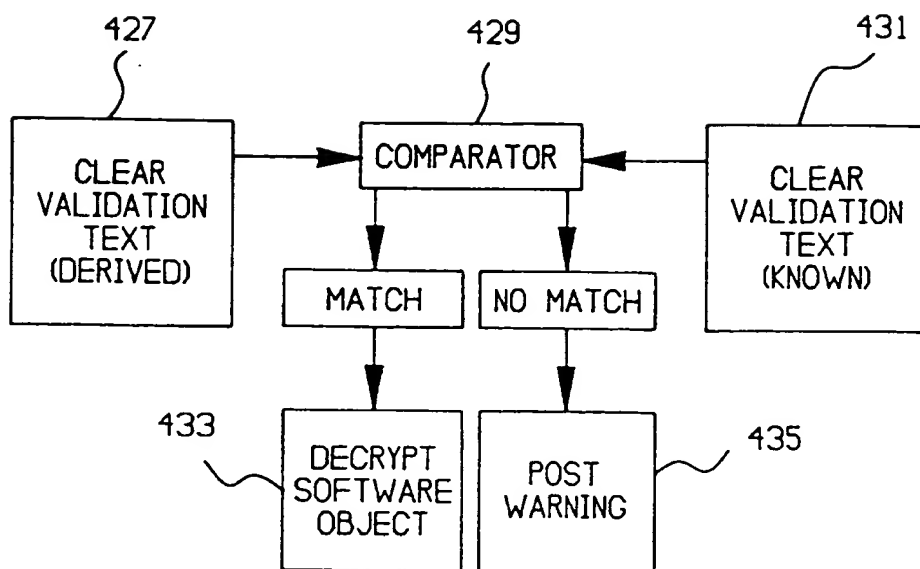 427
429
431
CLEAR
VALIDATION
TEXT
(DERIVED)
COMPARATOR
CLEAR
VALIDATION
TEXT
(KNOWN)
MATCH
NO MATCH
433
DECRYPT
SOFTWARE
OBJECT
POST
WARNING
435